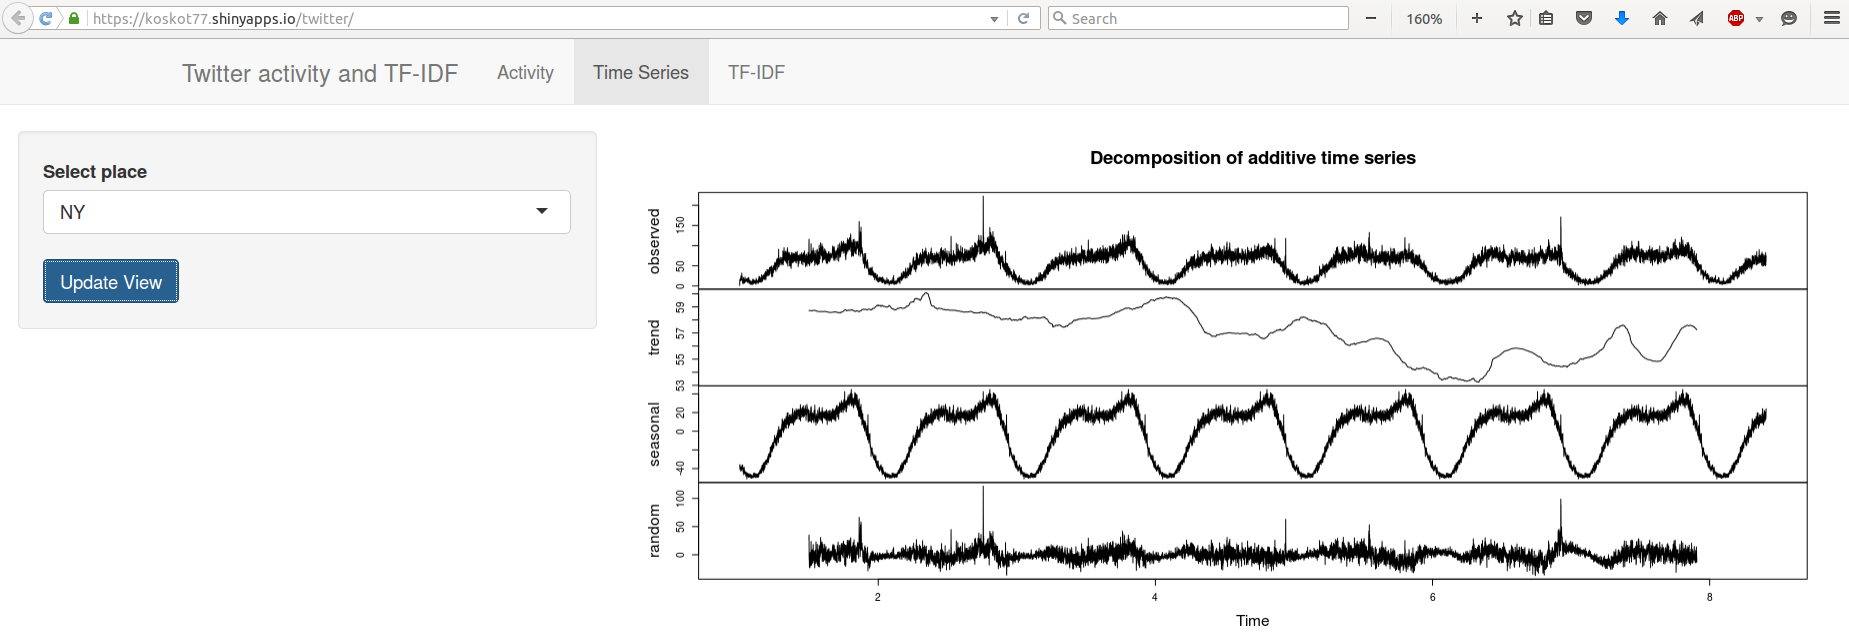 https://koskot77.shinyapps.io/twitter/
Search
160%
ABP
Twitter activity and TF-IDF
Activity
Time Series
TF-IDF
Select place
NY
Update View
Decomposition of additive time series
observed
150
50
0
trend
59
57
55
53
seasonal
20
0
-40
random
100
50
0
2
4
6
8
Time